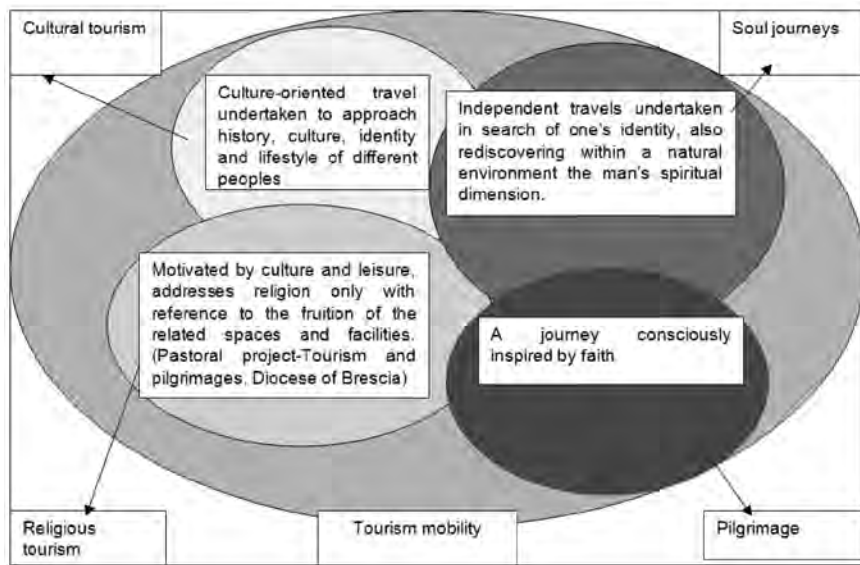 Cultural tourism
Soul journeys
Culture-oriented travel
undertaken to approach
history, culture, identity
and lifestyle of different
peoples
Independent travels undertaken
in search of one's identity, also
rediscovering within a natural
environment the man's spiritual
dimension.
Motivated by culture and leisure,
addresses religion only with
reference to the fruition of the
related spaces and facilities.
(Pastoral project-Tourism and
pilgrimages, Diocese of Brescia)
A journey consciously
inspired by faith
Religious
tourism
Tourism mobility
Pilgrimage